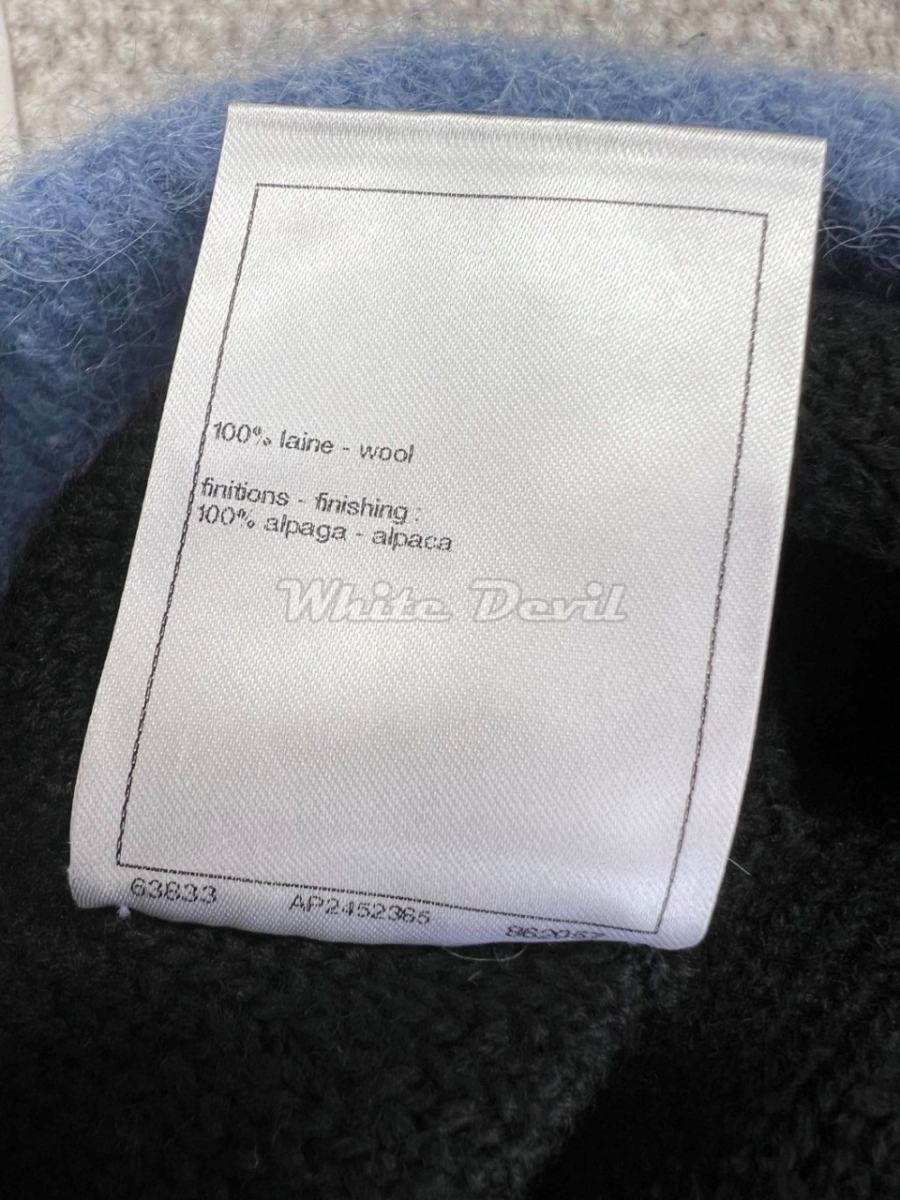 100% laine - wool
finitions - finishing :
100% alpaga - alpaca
White Devil
63833 AP2452365